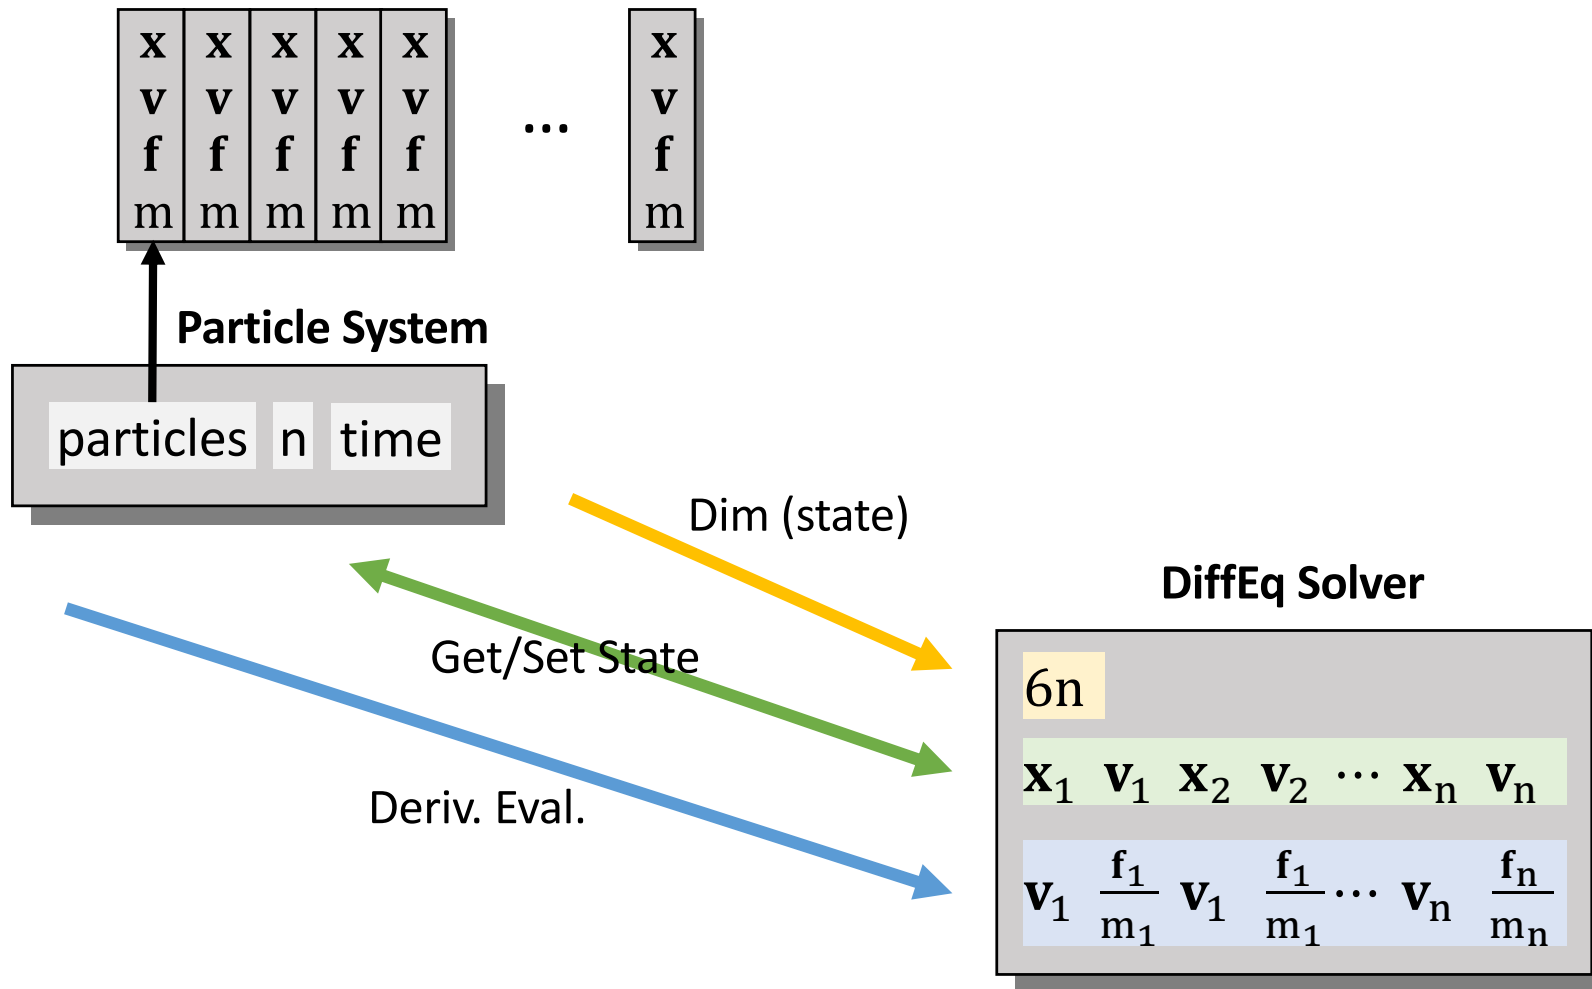 x x x x x x
v v v v v v
f f f f f ... f
m m m m m m
Particle System
particles n time
Dim (state)
DiffEq Solver
Get/Set State
6n
x₁ v₁ x₂ v₂ ⋯ xₙ vₙ
Deriv. Eval.
v₁ f₁/m₁ v₁ f₁/m₁ ⋯ vₙ fₙ/mₙ